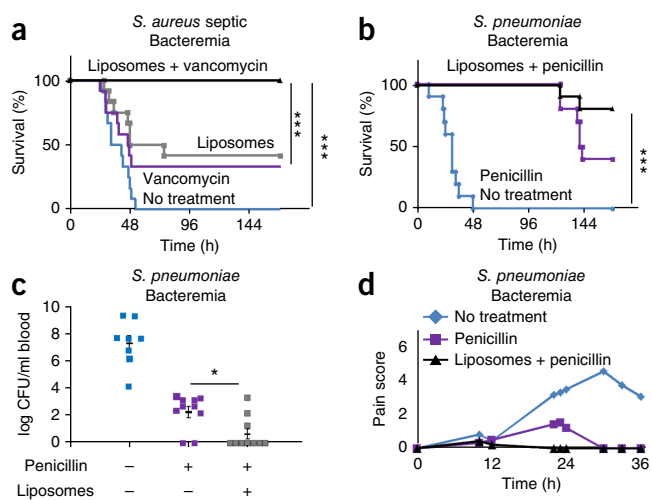 a
S. aureus septic
Bacteremia
Liposomes + vancomycin
100
50
0
Survival (%)
Liposomes
Vancomycin
No treatment
***
***
0 48 96 144
Time (h)
b
S. pneumoniae
Bacteremia
Liposomes + penicillin
100
50
0
Survival (%)
Penicillin
No treatment
***
0 48 96 144
Time (h)
c
S. pneumoniae
Bacteremia
10
8
6
4
2
0
log CFU/ml blood
*
Penicillin – + +
Liposomes – – +
d
S. pneumoniae
Bacteremia
No treatment
Penicillin
Liposomes + penicillin
6
4
2
0
Pain score
0 12 24 36
Time (h)